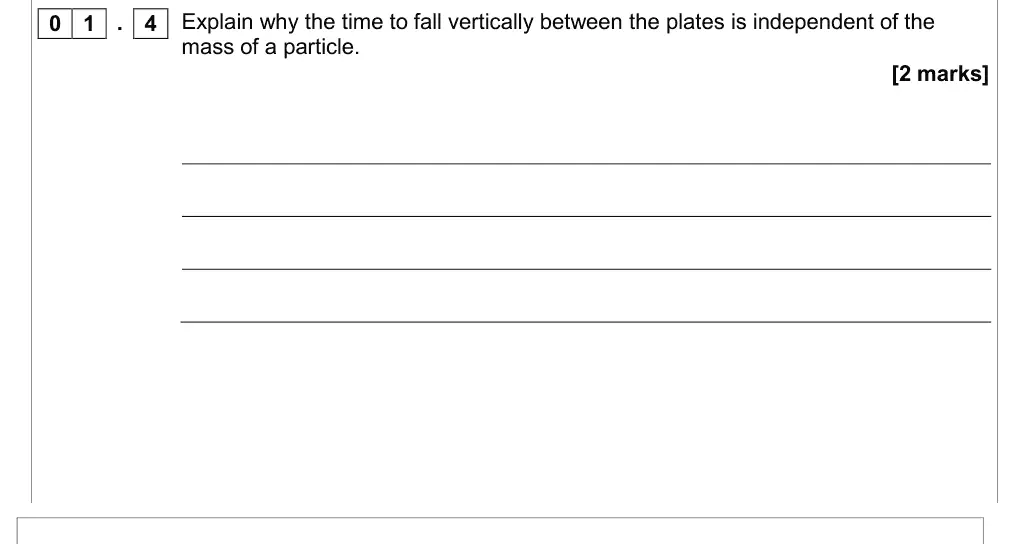 0 1 . 4 Explain why the time to fall vertically between the plates is independent of the
mass of a particle.
[2 marks]